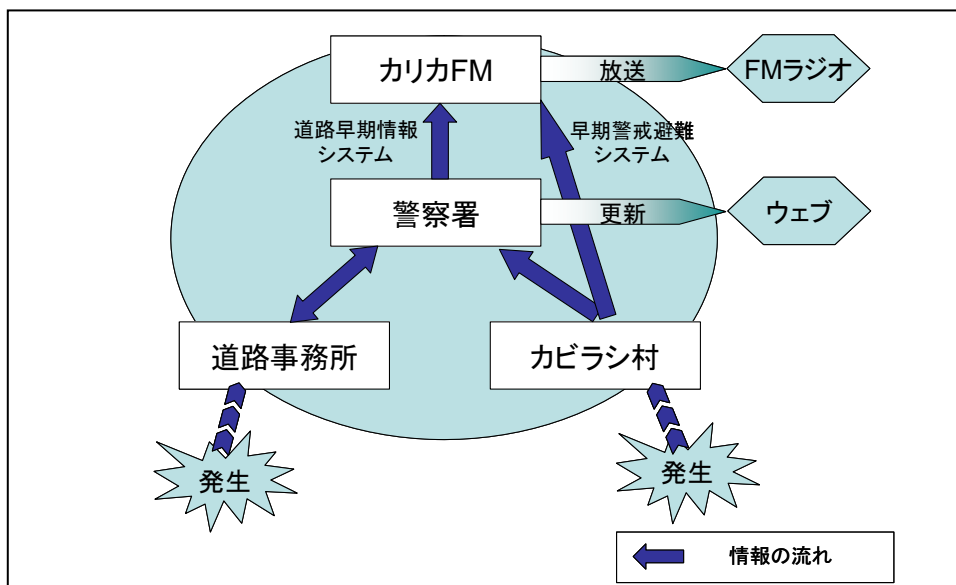 カリカFM
放送
FMラジオ
道路早期情報
システム
早期警戒避難
システム
警察署
更新
ウェブ
道路事務所
カビラシ村
発生
発生
情報の流れ